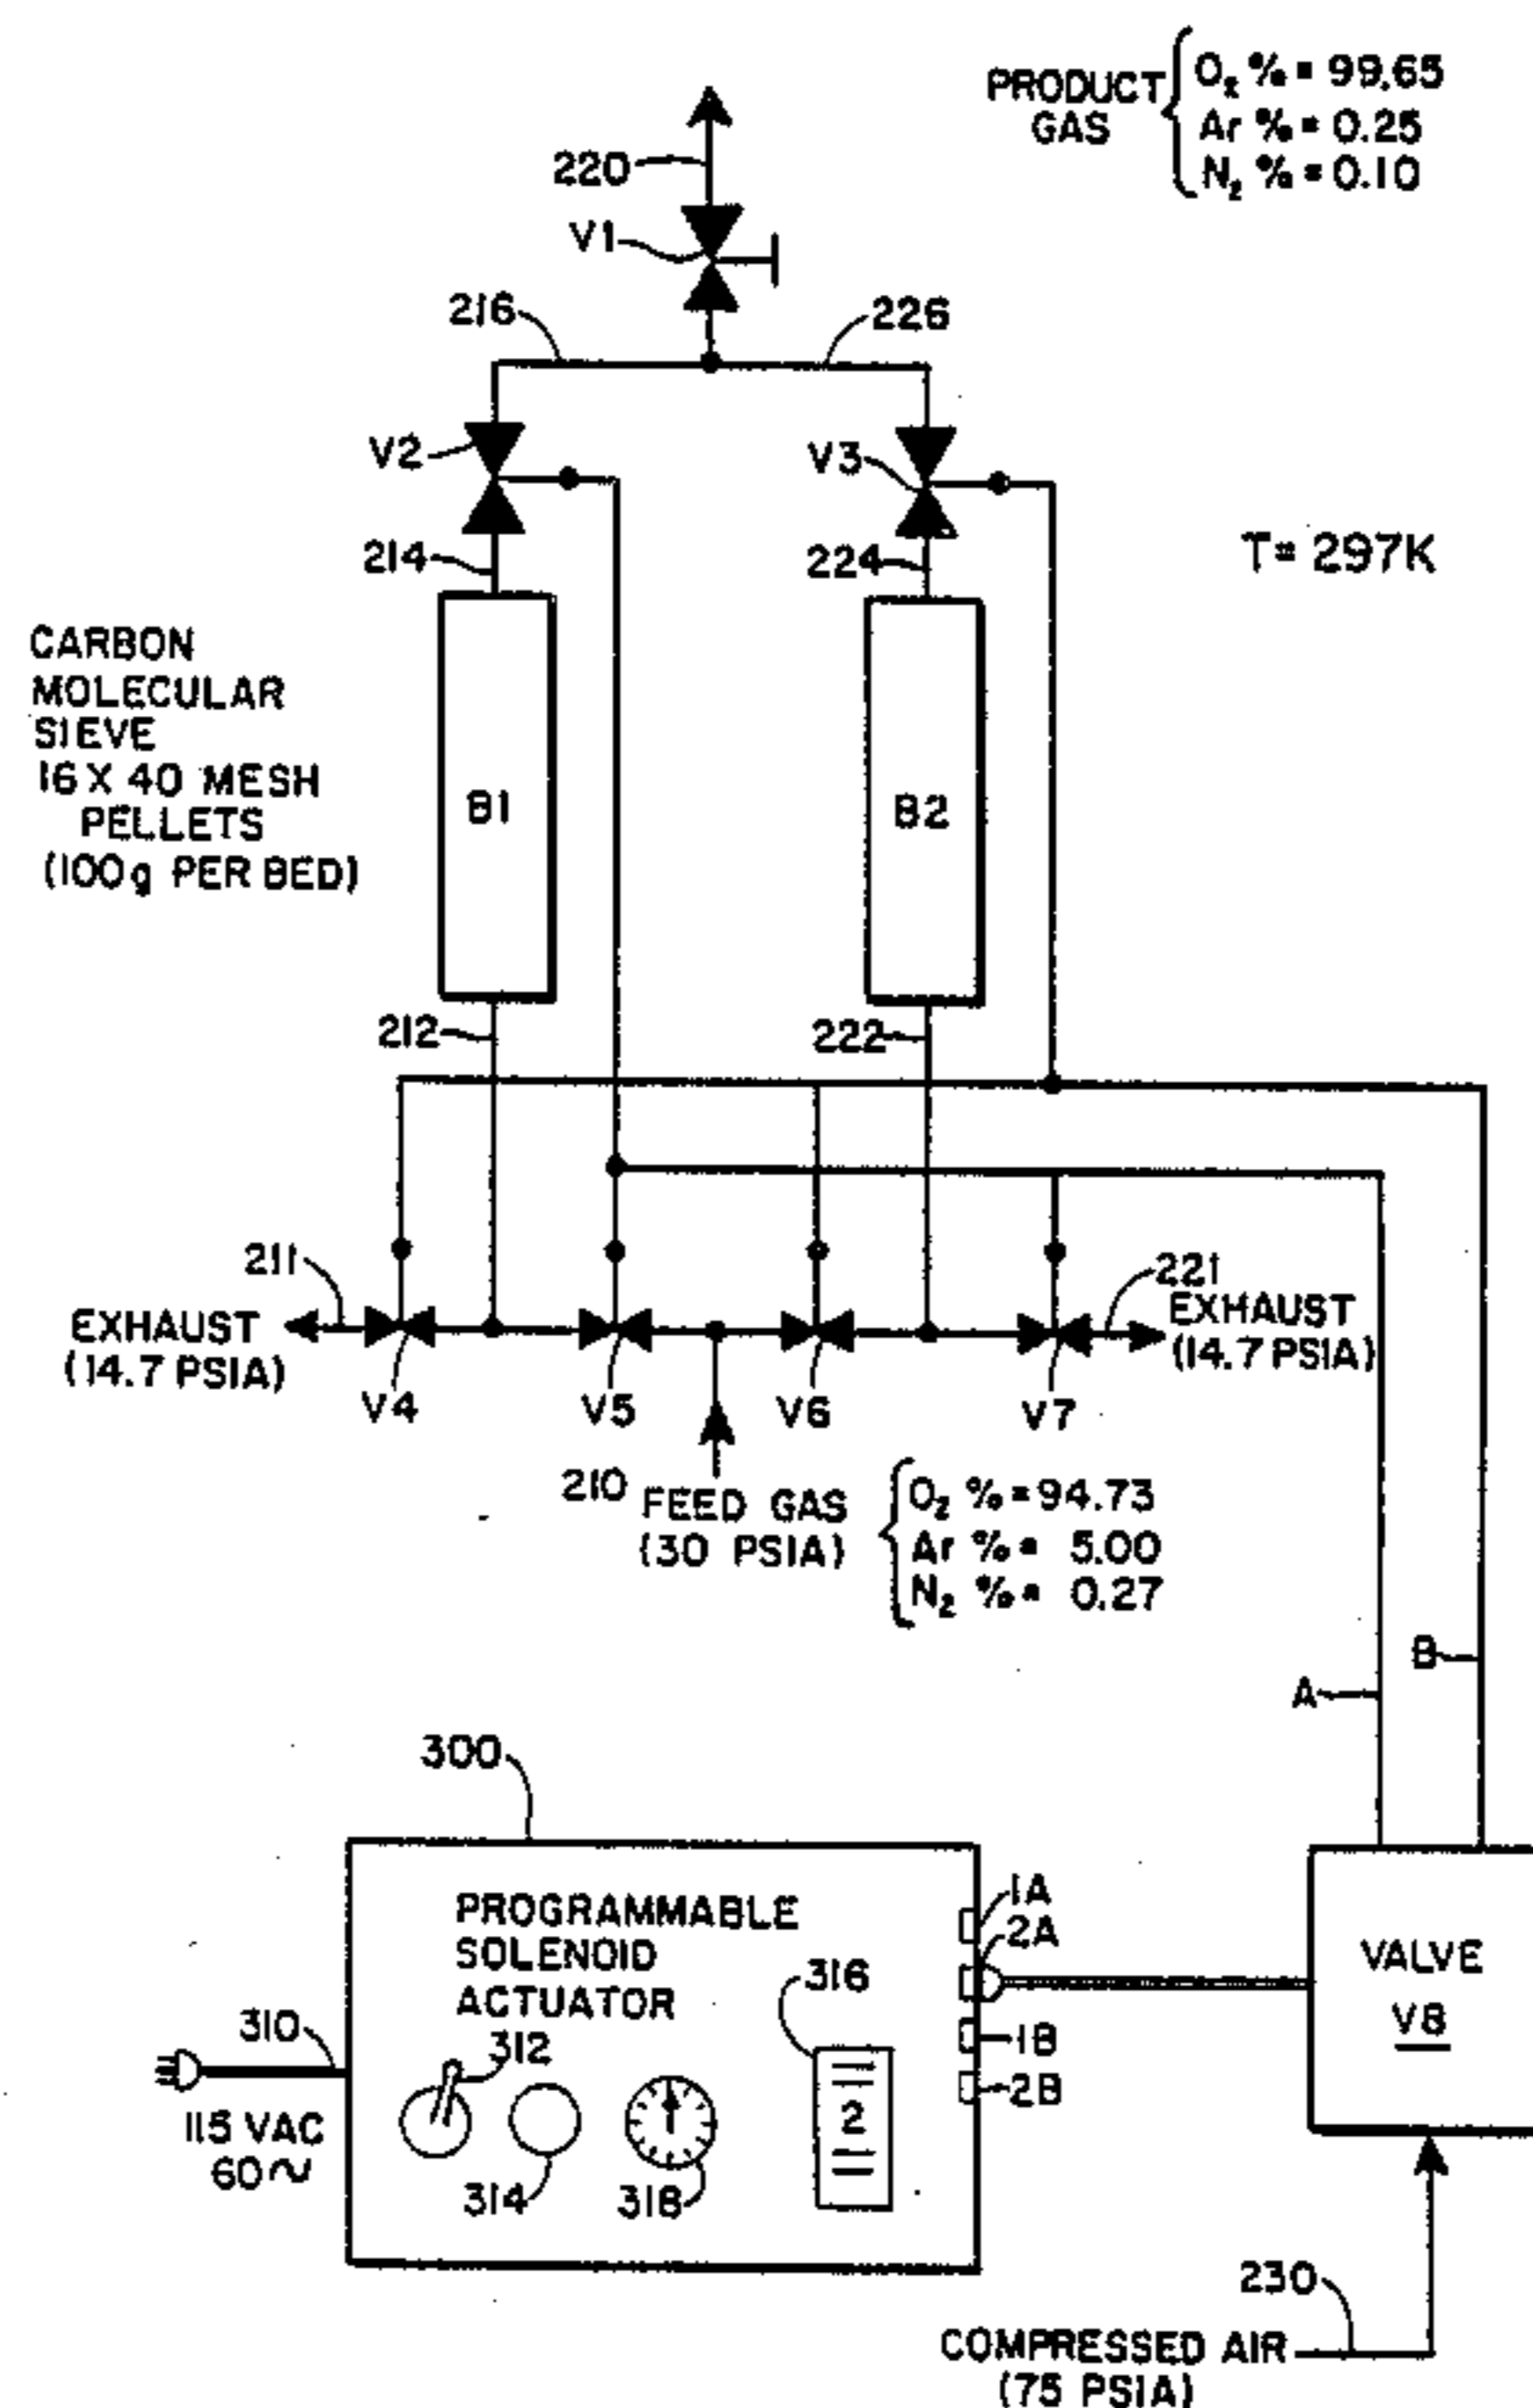 PRODUCT GAS
O₂ % = 99.65
Ar % = 0.25
N₂ % = 0.10
220
V1
216
226
V2
V3
214
224
T= 297K
CARBON
MOLECULAR
SIEVE
16 X 40 MESH
PELLETS
(100g PER BED)
B1
B2
212
222
211
221
EXHAUST
(14.7 PSIA)
EXHAUST
(14.7 PSIA)
V4
V5
V6
V7
210
FEED GAS
(30 PSIA)
O₂ % = 94.73
Ar % = 5.00
N₂ % = 0.27
A
B
300
PROGRAMMABLE
SOLENOID
ACTUATOR
1A
2A
1B
2B
VALVE
V8
310
312
316
2
115 VAC
60~
314
318
230
COMPRESSED AIR
(75 PSIA)